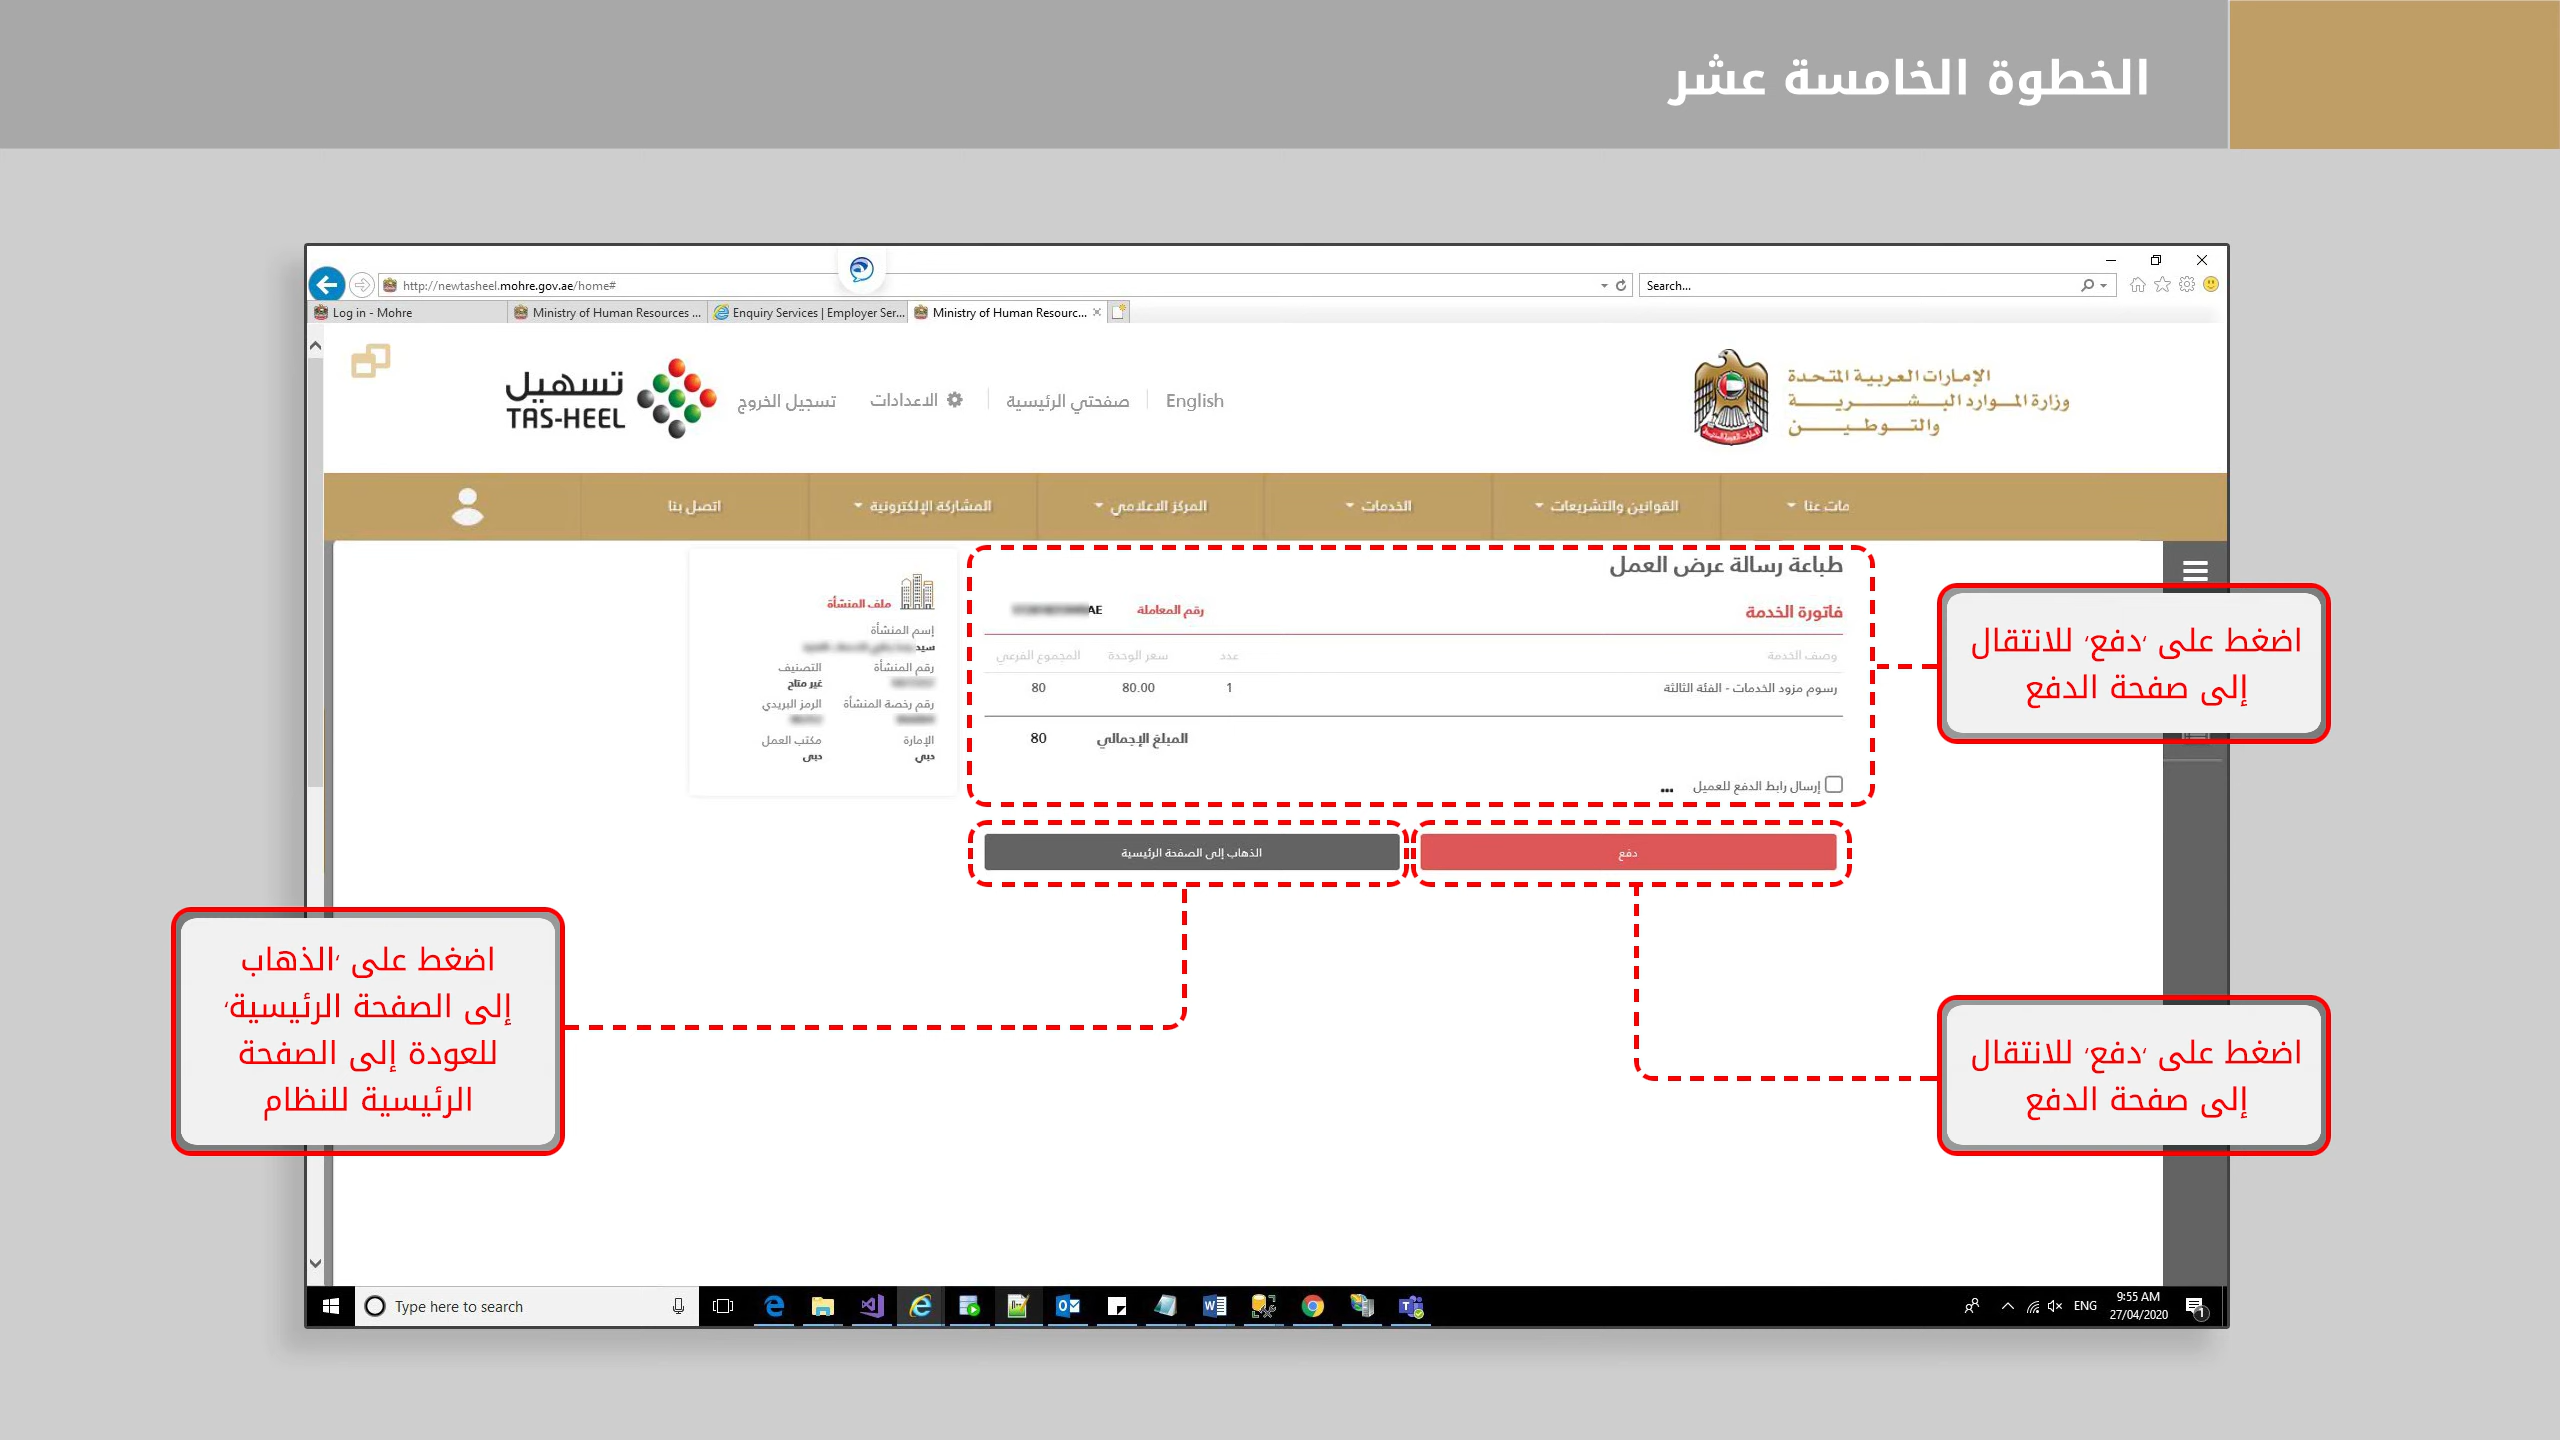 الخطوة الخامسة عشر
http://newtasheel.mohre.gov.ae/home#
Search...
Log in - Mohre
Ministry of Human Resources ...
Enquiry Services | Employer Ser...
Ministry of Human Resourc...
الإمارات العربية المتحدة
وزارة الموارد البشرية
والتوطين
English
صفحتي الرئيسية
الاعدادات
تسجيل الخروج
تسهيل
TAS-HEEL
مات عنا
القوانين والتشريعات
الخدمات
المركز الاعلامي
المشاركة الإلكترونية
اتصل بنا
طباعة رسالة عرض العمل
فاتورة الخدمة
رقم المعاملة
AE
وصف الخدمة عدد سعر الوحدة المجموع الفرعي
رسوم مزود الخدمات - الفئة الثالثة 1 80.00 80
المبلغ الإجمالي 80
إرسال رابط الدفع للعميل ...
دفع
الذهاب إلى الصفحة الرئيسية
ملف المنشأة
إسم المنشأة
سيد
رقم المنشأة التصنيف
غير متاح
رقم رخصة المنشأة الرمز البريدي
الإمارة مكتب العمل
دبي دبى
اضغط على 'دفع' للانتقال
إلى صفحة الدفع
اضغط على 'دفع' للانتقال
إلى صفحة الدفع
اضغط على 'الذهاب
إلى الصفحة الرئيسية'
للعودة إلى الصفحة
الرئيسية للنظام
Type here to search
ENG
9:55 AM
27/04/2020
1